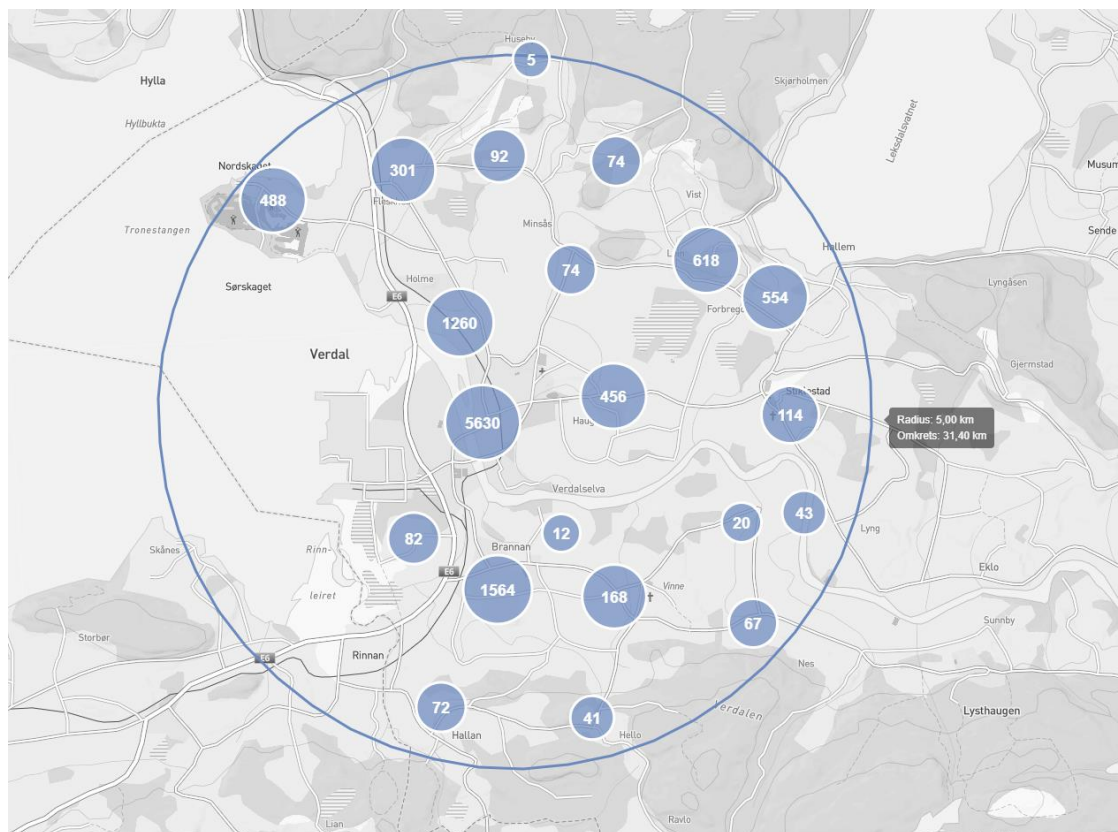 Huseby
5
Hylla
Skjørholmen
Leksdalsvatnet
Hyllbukta
92
74
Nordskaget
301
Musum
488
Vist
Tronestangen
Minsås
Sende
Hallem
618
74
Holme
Lyngåsen
Sørskaget
E6
554
1260
Forbregd
Verdal
Gjermstad
456
Stiklestad
114
Radius: 5,00 km
Omkrets: 31,40 km
5630
Verdalselva
43
20
12
Lyng
82
Skånes
Rinn-
leiret
Brannan
Eklo
E6
1564
168
Vinne
67
Sunnby
Storbør
Rinnan
E6
Nes
72
41
Lysthaugen
Hallan
Hello
Lian
Ravlo